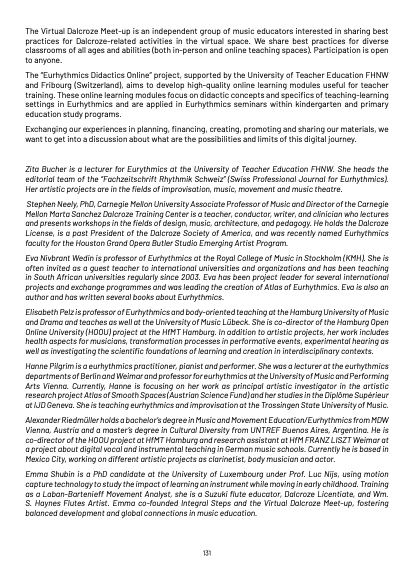 The Virtual Dalcroze Meet-up is an independent group of music educators interested in sharing best
practices for Dalcroze-related activities in the virtual space. We share best practices for diverse
classrooms of all ages and abilities (both in-person and online teaching spaces). Participation is open
to anyone.
The "Eurhythmics Didactics Online" project, supported by the University of Teacher Education FHNW
and Fribourg (Switzerland), aims to develop high-quality online learning modules useful for teacher
training. These online learning modules focus on didactic concepts and specifics of teaching-learning
settings in Eurhythmics and are applied in Eurhythmics seminars within kindergarten and primary
education study programs.
Exchanging our experiences in planning, financing, creating, promoting and sharing our materials, we
want to get into a discussion about what are the possibilities and limits of this digital journey.
Zita Bucher is a lecturer for Eurythmics at the University of Teacher Education FHNW. She heads the
editorial team of the "Fachzeitschrift Rhythmik Schweiz" (Swiss Professional Journal for Eurhythmics).
Her artistic projects are in the fields of improvisation, music, movement and music theatre.
Stephen Neely, PhD, Carnegie Mellon University Associate Professor of Music and Director of the Carnegie
Mellon Marta Sanchez Dalcroze Training Center is a teacher, conductor, writer, and clinician who lectures
and presents workshops in the fields of design, music, architecture, and pedagogy. He holds the Dalcroze
License, is a past President of the Dalcroze Society of America, and was recently named Eurhythmics
faculty for the Houston Grand Opera Butler Studio Emerging Artist Program.
Eva Nivbrant Wedin is professor of Eurhythmics at the Royal College of Music in Stockholm (KMH). She is
often invited as a guest teacher to international universities and organizations and has been teaching
in South African universities regularly since 2003. Eva has been project leader for several international
projects and exchange programmes and was leading the creation of Atlas of Eurhythmics. Eva is also an
author and has written several books about Eurhythmics.
Elisabeth Pelz is professor of Eurhythmics and body-oriented teaching at the Hamburg University of Music
and Drama and teaches as well at the University of Music Lübeck. She is co-director of the Hamburg Open
Online University (HOOU) project at the HfMT Hamburg. In addition to artistic projects, her work includes
health aspects for musicians, transformation processes in performative events, experimental hearing as
well as investigating the scientific foundations of learning and creation in interdisciplinary contexts.
Hanne Pilgrim is a eurhythmics practitioner, pianist and performer. She was a lecturer at the eurhythmics
departments of Berlin and Weimar and professor for eurhythmics at the University of Music and Performing
Arts Vienna. Currently, Hanne is focusing on her work as principal artistic investigator in the artistic
research project Atlas of Smooth Spaces (Austrian Science Fund) and her studies in the Diplôme Supérieur
at IJD Geneva. She is teaching eurhythmics and improvisation at the Trossingen State University of Music.
Alexander Riedmüller holds a bachelor's degree in Music and Movement Education/Eurhythmics from MDW
Vienna, Austria and a master's degree in Cultural Diversity from UNTREF Buenos Aires, Argentina. He is
co-director of the HOOU project at HfMT Hamburg and research assistant at HfM FRANZ LISZT Weimar at
a project about digital vocal and instrumental teaching in German music schools. Currently he is based in
Mexico City, working on different artistic projects as clarinetist, body musician and actor.
Emma Shubin is a PhD candidate at the University of Luxembourg under Prof. Luc Nijs, using motion
capture technology to study the impact of learning an instrument while moving in early childhood. Training
as a Laban-Bartenieff Movement Analyst, she is a Suzuki flute educator, Dalcroze Licentiate, and Wm.
S. Haynes Flutes Artist. Emma co-founded Integral Steps and the Virtual Dalcroze Meet-up, fostering
balanced development and global connections in music education.
131